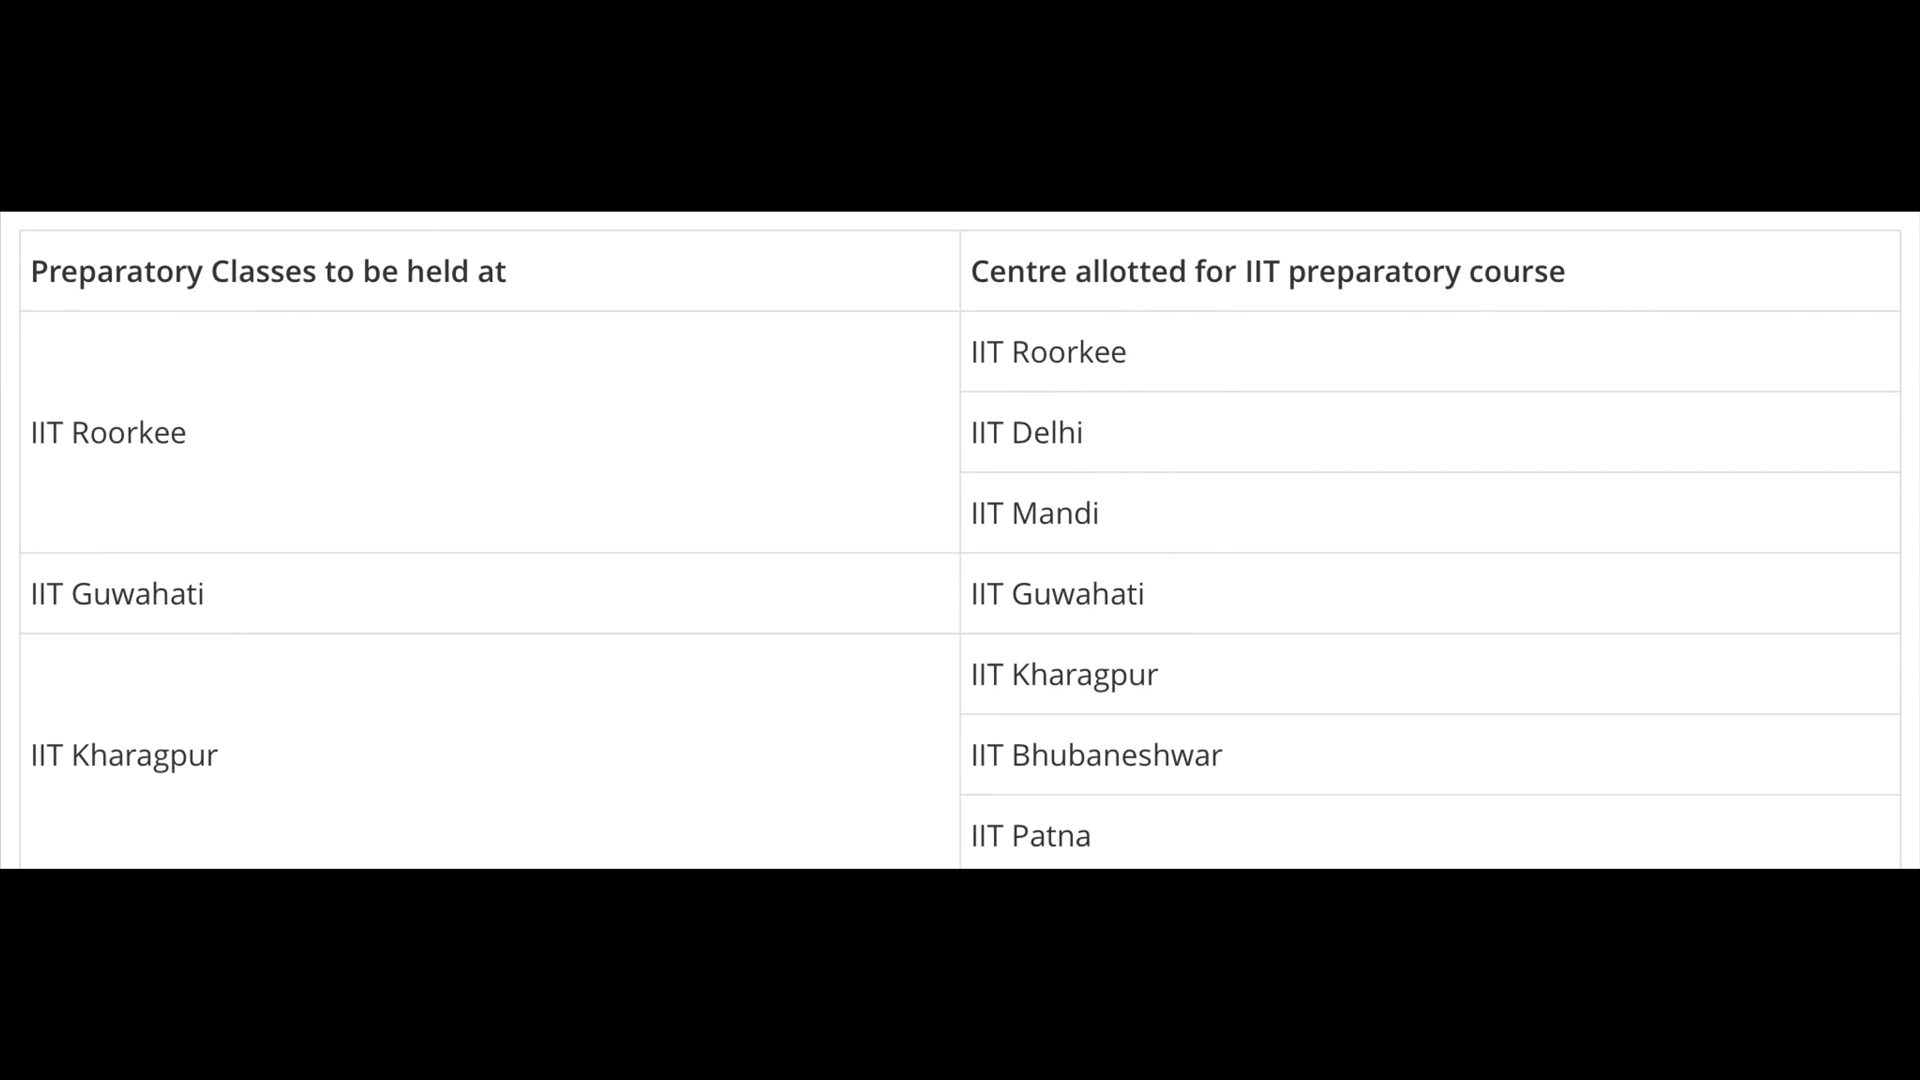 Preparatory Classes to be held at
Centre allotted for IIT preparatory course
IIT Roorkee
IIT Roorkee
IIT Delhi
IIT Mandi
IIT Guwahati
IIT Guwahati
IIT Kharagpur
IIT Kharagpur
IIT Bhubaneshwar
IIT Patna